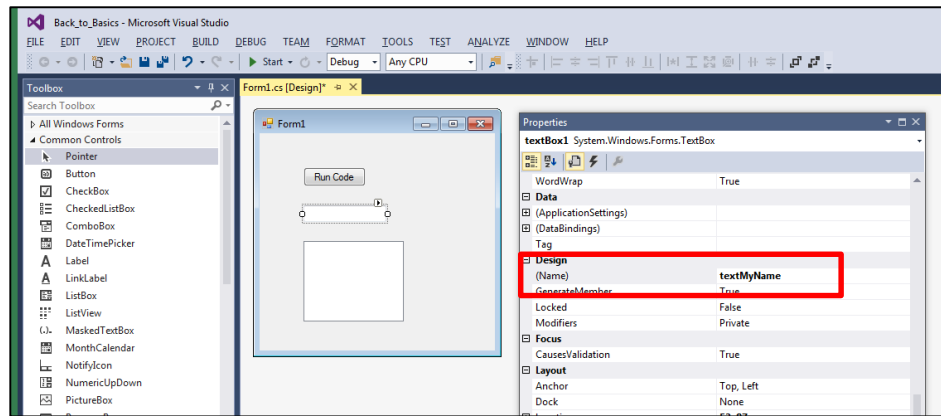 Back_to_Basics - Microsoft Visual Studio
FILE EDIT VIEW PROJECT BUILD DEBUG TEAM FORMAT TOOLS TEST ANALYZE WINDOW HELP
Start Debug Any CPU
Toolbox
Search Toolbox
All Windows Forms
Common Controls
Pointer
Button
CheckBox
CheckedListBox
ComboBox
DateTimePicker
Label
LinkLabel
ListBox
ListView
MaskedTextBox
MonthCalendar
NotifyIcon
NumericUpDown
PictureBox
Form1.cs [Design]*
Form1
Run Code
Properties
textBox1 System.Windows.Forms.TextBox
WordWrap True
Data
(ApplicationSettings)
(DataBindings)
Tag
Design
(Name) textMyName
GenerateMember True
Locked False
Modifiers Private
Focus
CausesValidation True
Layout
Anchor Top, Left
Dock None